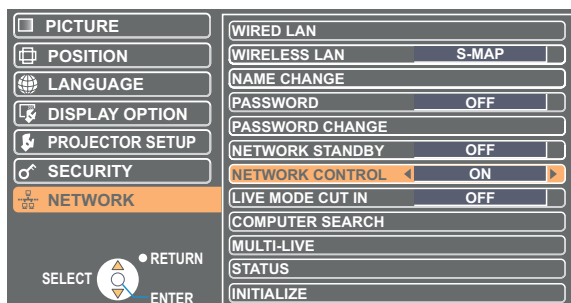 PICTURE
POSITION
LANGUAGE
DISPLAY OPTION
PROJECTOR SETUP
SECURITY
NETWORK
RETURN
SELECT
ENTER
WIRED LAN
WIRELESS LAN S-MAP
NAME CHANGE
PASSWORD OFF
PASSWORD CHANGE
NETWORK STANDBY OFF
NETWORK CONTROL ON
LIVE MODE CUT IN OFF
COMPUTER SEARCH
MULTI-LIVE
STATUS
INITIALIZE